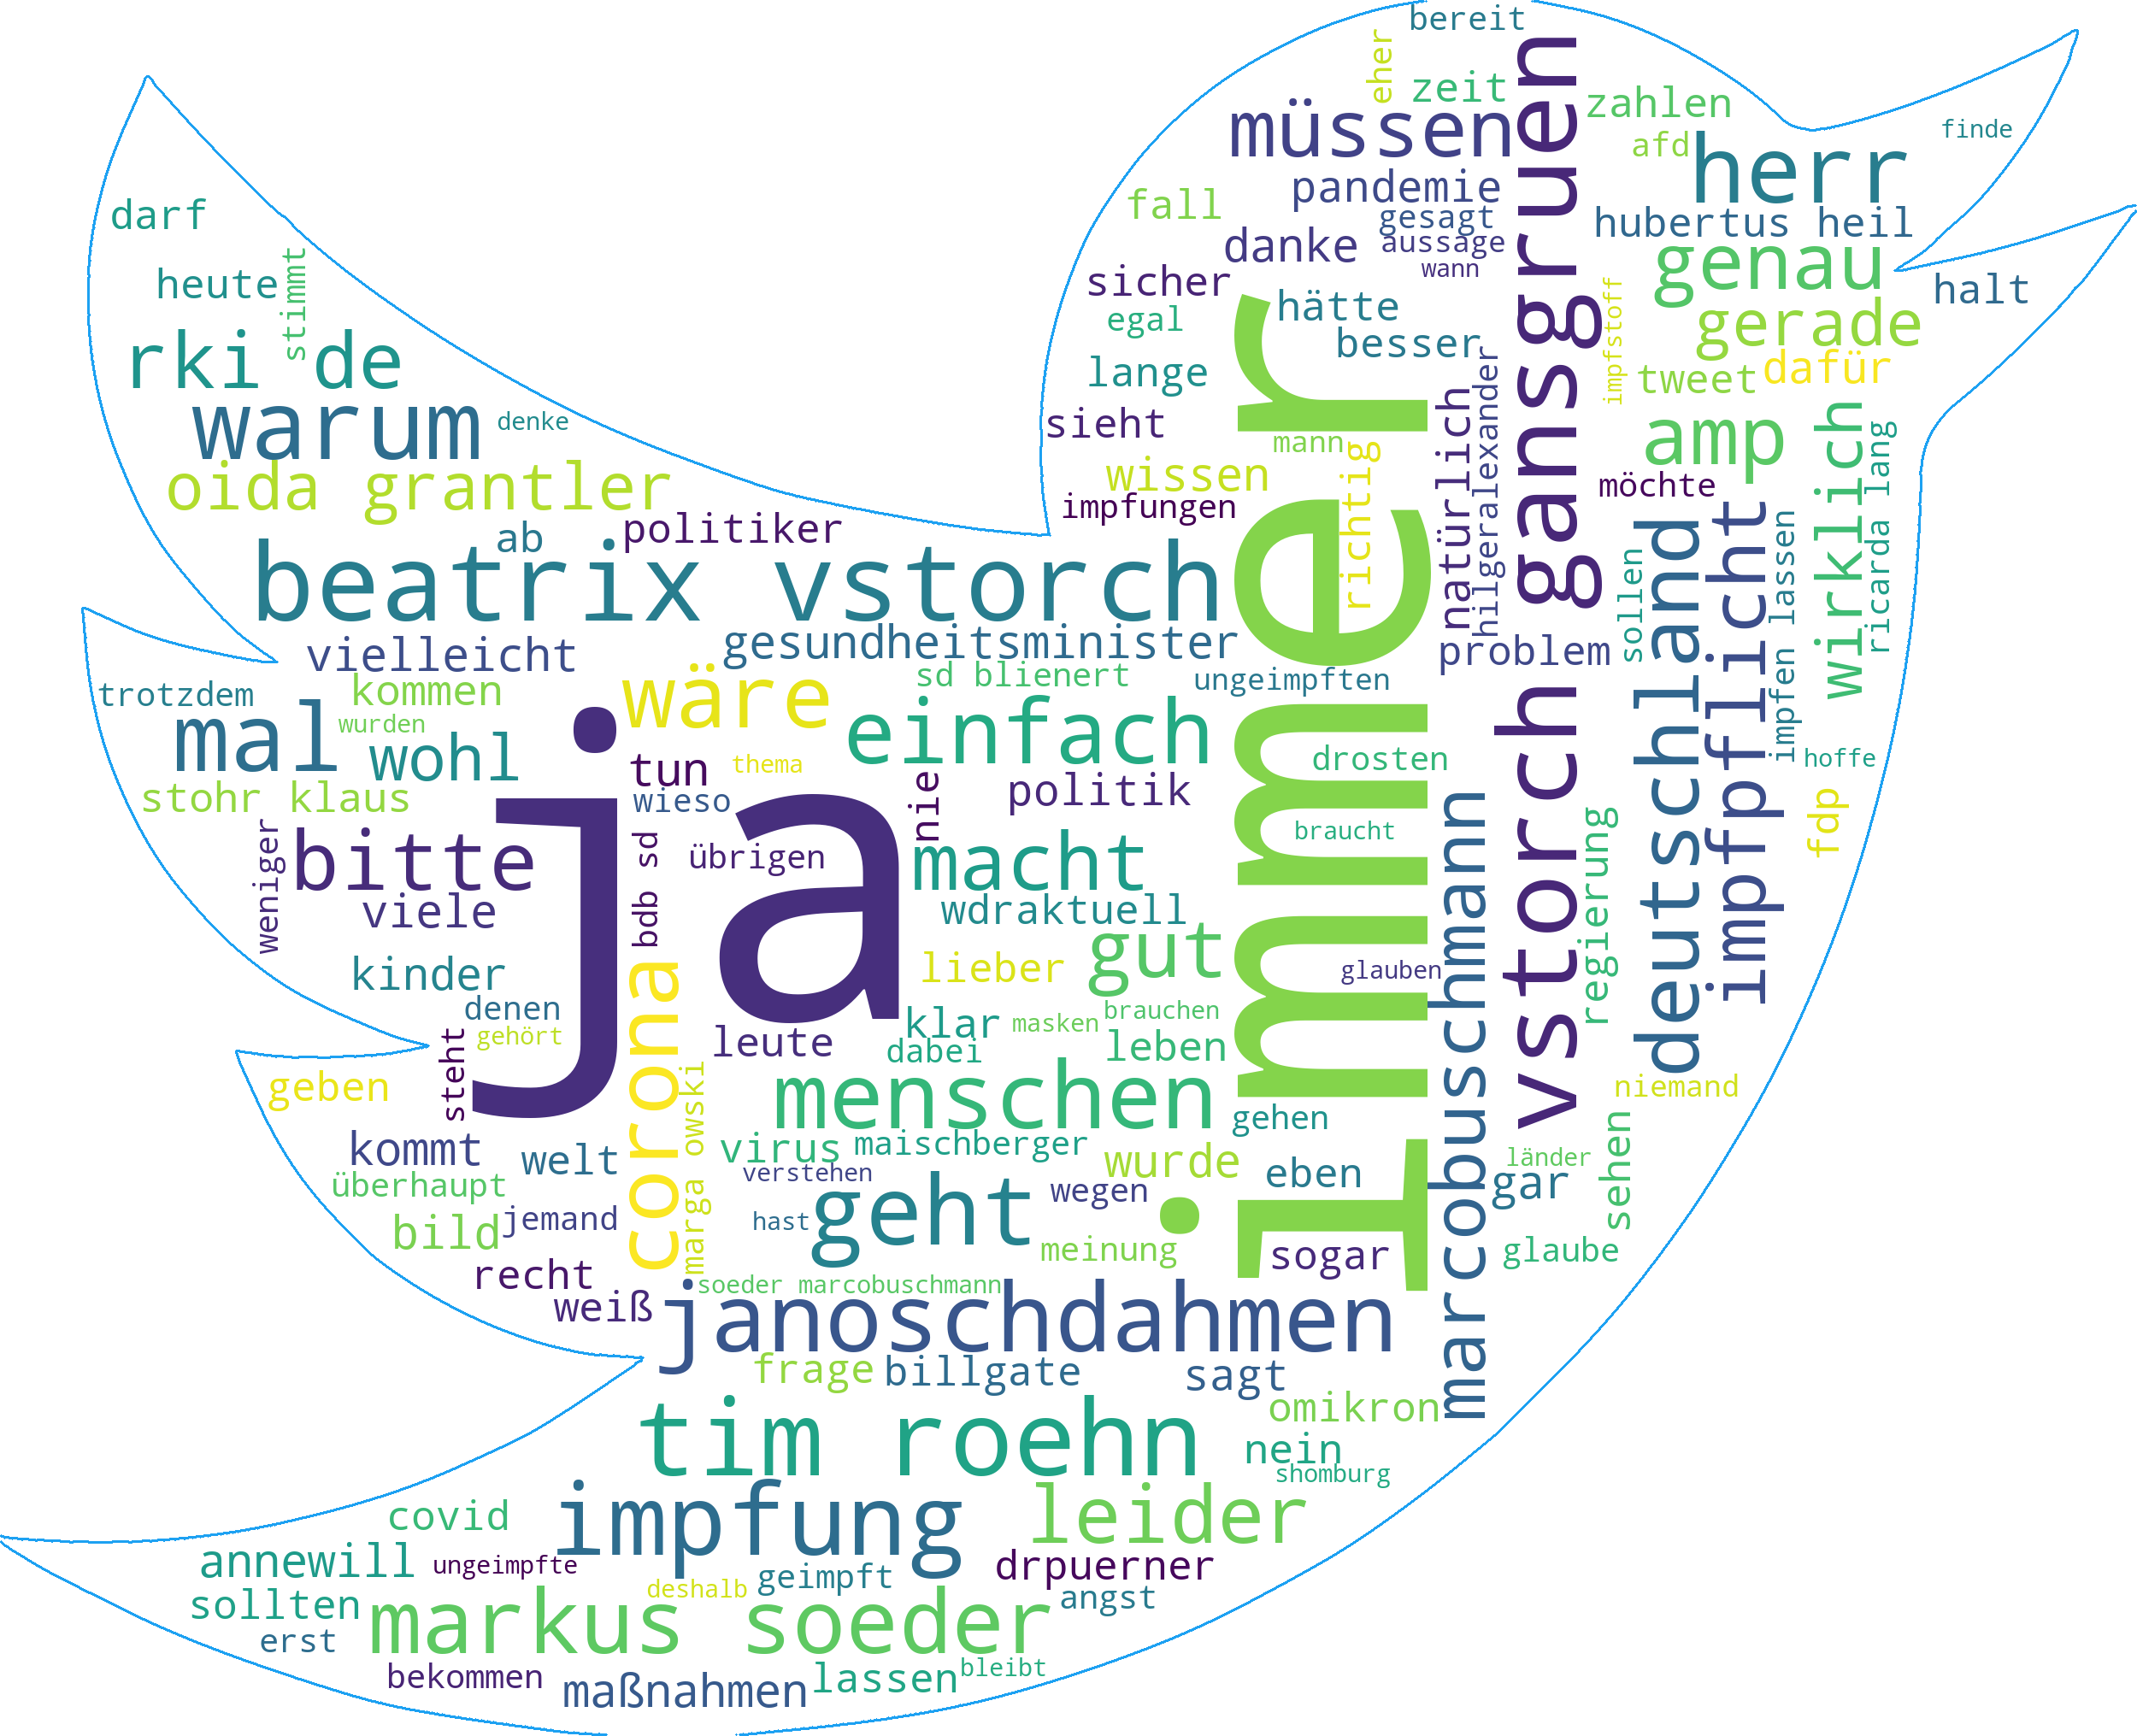 bereit
eher
zeit
müssen
zahlen
afd
herr
finde
pandemie
gesagt
hubertus heil
darf
fall
danke
aussage
wann
genau
heute
stimmt
sicher
hätte
halt
egal
besser
gerade
impfstoff
rki de
lange
tweet
dafür
warum
denke
sieht
mann
natürlich
hilgeralexander
vstorch gansgruen
amp
wirklich
ricarda lang
oida grantler
wissen
richtig
möchte
impfungen
politiker
ab
beatrix vstorch
immer
deutschland
impfpflicht
impfen lassen
sollen
vielleicht
gesundheitsminister
problem
trotzdem
kommen
wäre
sd blienert
ungeimpften
mal
wurden
einfach
wohl
tun
thema
drosten
hoffe
stohr klaus
wieso
nie
politik
marcobuschmann
regierung
fdp
ja
weniger
bitte
bdb sd
übrigen
macht
braucht
viele
wdraktuell
gut
kinder
corona
lieber
glauben
denen
gehört
leute
klar
masken
brauchen
steht
dabei
leben
geben
marga owski
menschen
gehen
niemand
kommt
welt
virus
maischberger
wurde
eben
länder
gar
sehen
überhaupt
verstehen
wegen
bild
jemand
hast
geht
meinung
sogar
glaube
recht
weiß
soeder marcobuschmann
janoschdahmen
frage
billgate
sagt
omikron
tim roehn
nein
shomburg
covid
impfung
leider
annewill
ungeimpfte
geimpft
drpuerner
sollten
deshalb
angst
erst
markus soeder
bekommen
maßnahmen
lassen
bleibt